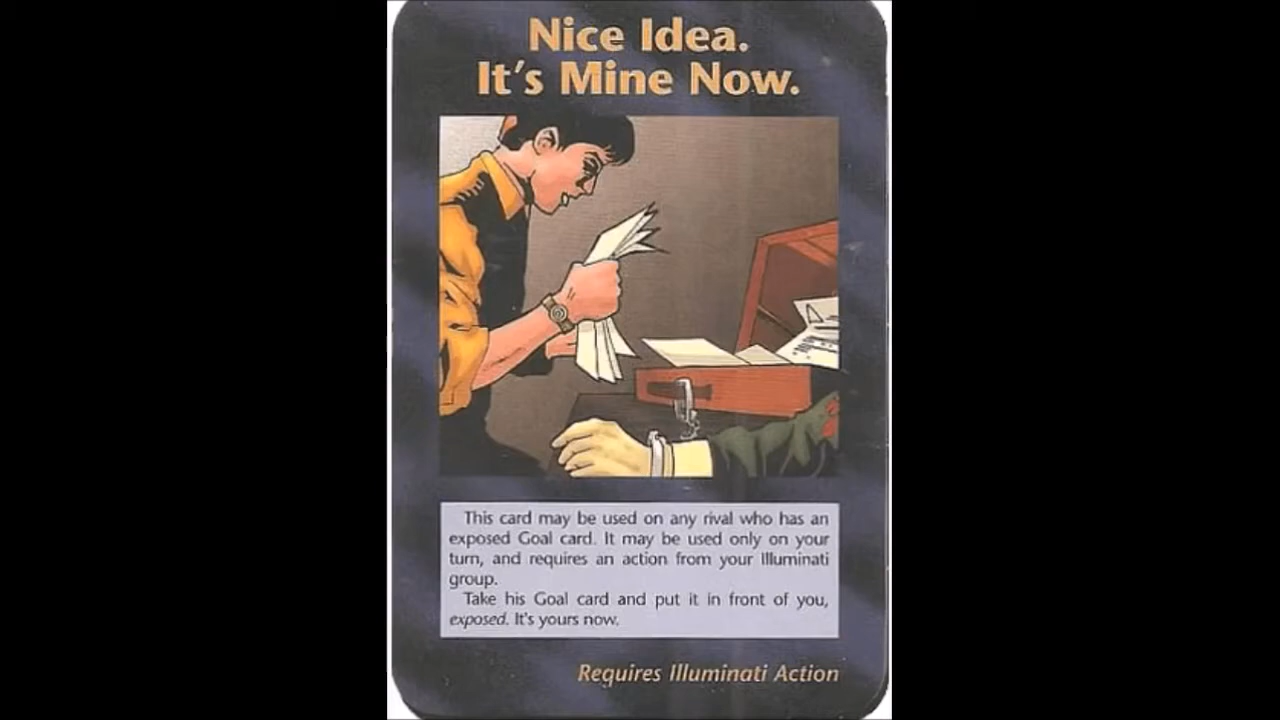 Nice Idea.
It's Mine Now.
This card may be used on any rival who has an
exposed Goal card. It may be used only on your
turn, and requires an action from your Illuminati
group.
Take his Goal card and put it in front of you,
exposed. It's yours now.
Requires Illuminati Action